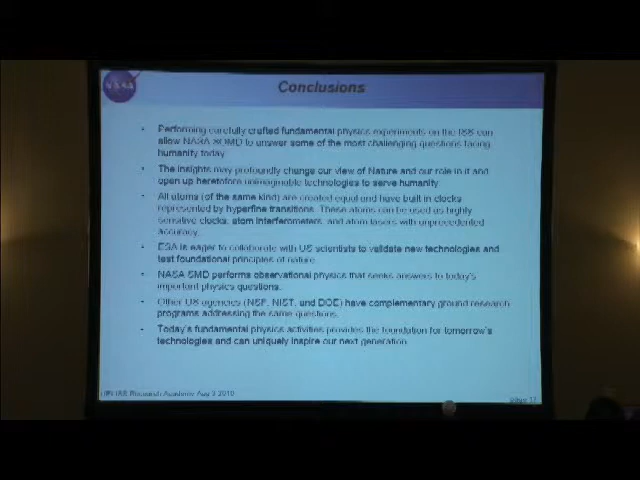 NASA
Conclusions
• Performing carefully crafted fundamental physics experiments on the ISS can
allow NASA to answer some of the most challenging questions facing
humanity today.
• The insights may profoundly change our view of Nature and our role in it and
open up heretofore unimaginable technologies to serve humanity.
• All atoms (of the same kind) are created equal and have built in clocks
represented by hyperfine transitions. These atoms can be used as highly
sensitive clocks, atom interferometers, and atom lasers with unprecedented
accuracy.
• ESA is eager to collaborate with US scientists to validate new technologies and
test foundational principles of nature.
• NASA SMD performs observational physics that seeks answers to today's
important physics questions.
• Other US agencies (NSF, NIST, and DOE) have complementary ground research
programs addressing the same questions.
• Today's fundamental physics activities provides the foundation for tomorrow's
technologies and can uniquely inspire our next generation.
Research Academy Aug 3 2010
Page